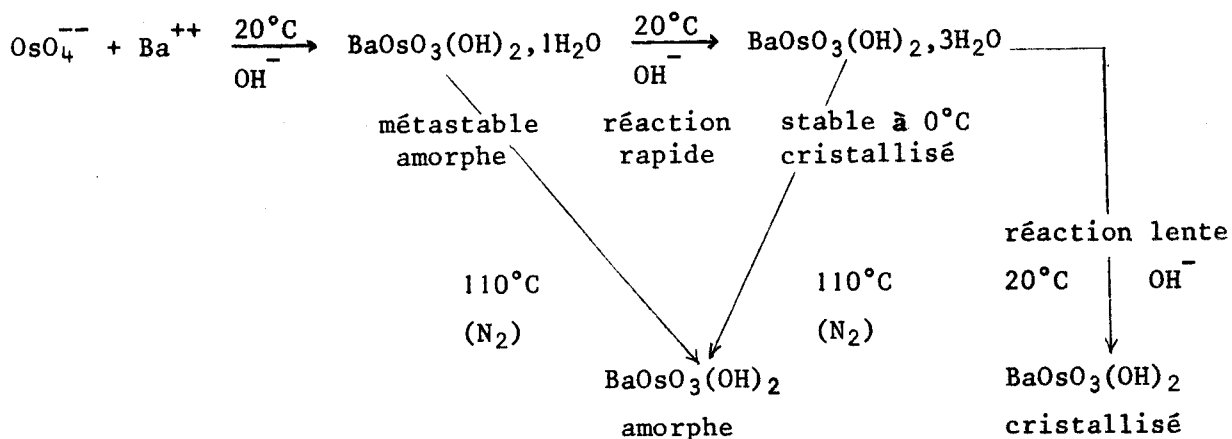 20°C 20°C
OsO₄⁻⁻ + Ba⁺⁺ BaOsO₃(OH)₂,1H₂O BaOsO₃(OH)₂,3H₂O
OH⁻ OH⁻
métastable réaction stable à 0°C
amorphe rapide cristallisé
réaction lente
110°C 110°C 20°C OH⁻
(N₂) (N₂)
BaOsO₃(OH)₂ BaOsO₃(OH)₂
amorphe cristallisé